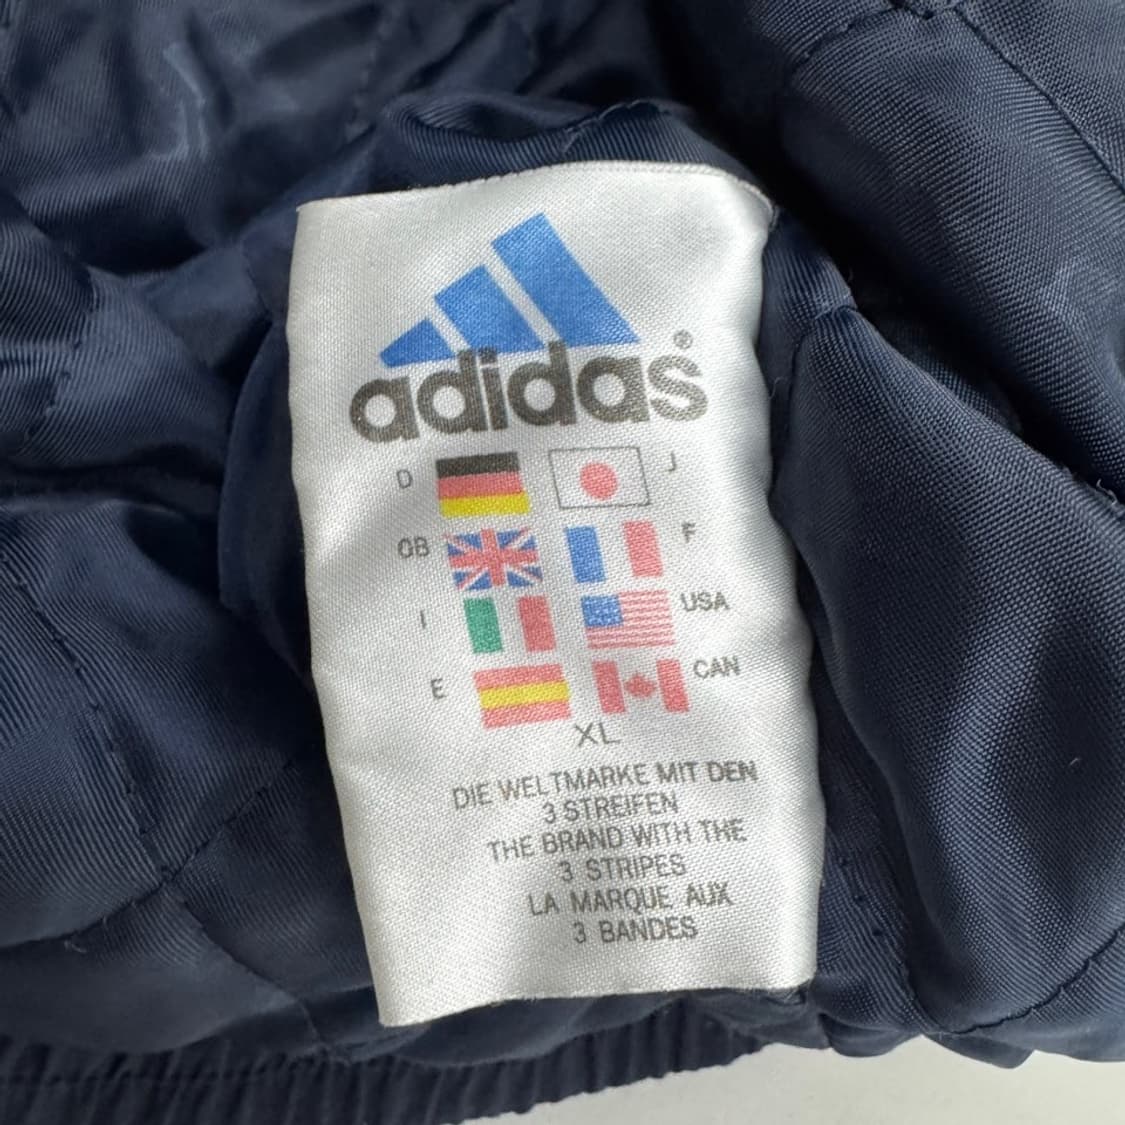 adidas®
D J
GB F
I USA
E CAN
XL
DIE WELTMARKE MIT DEN
3 STREIFEN
THE BRAND WITH THE
3 STRIPES
LA MARQUE AUX
3 BANDES